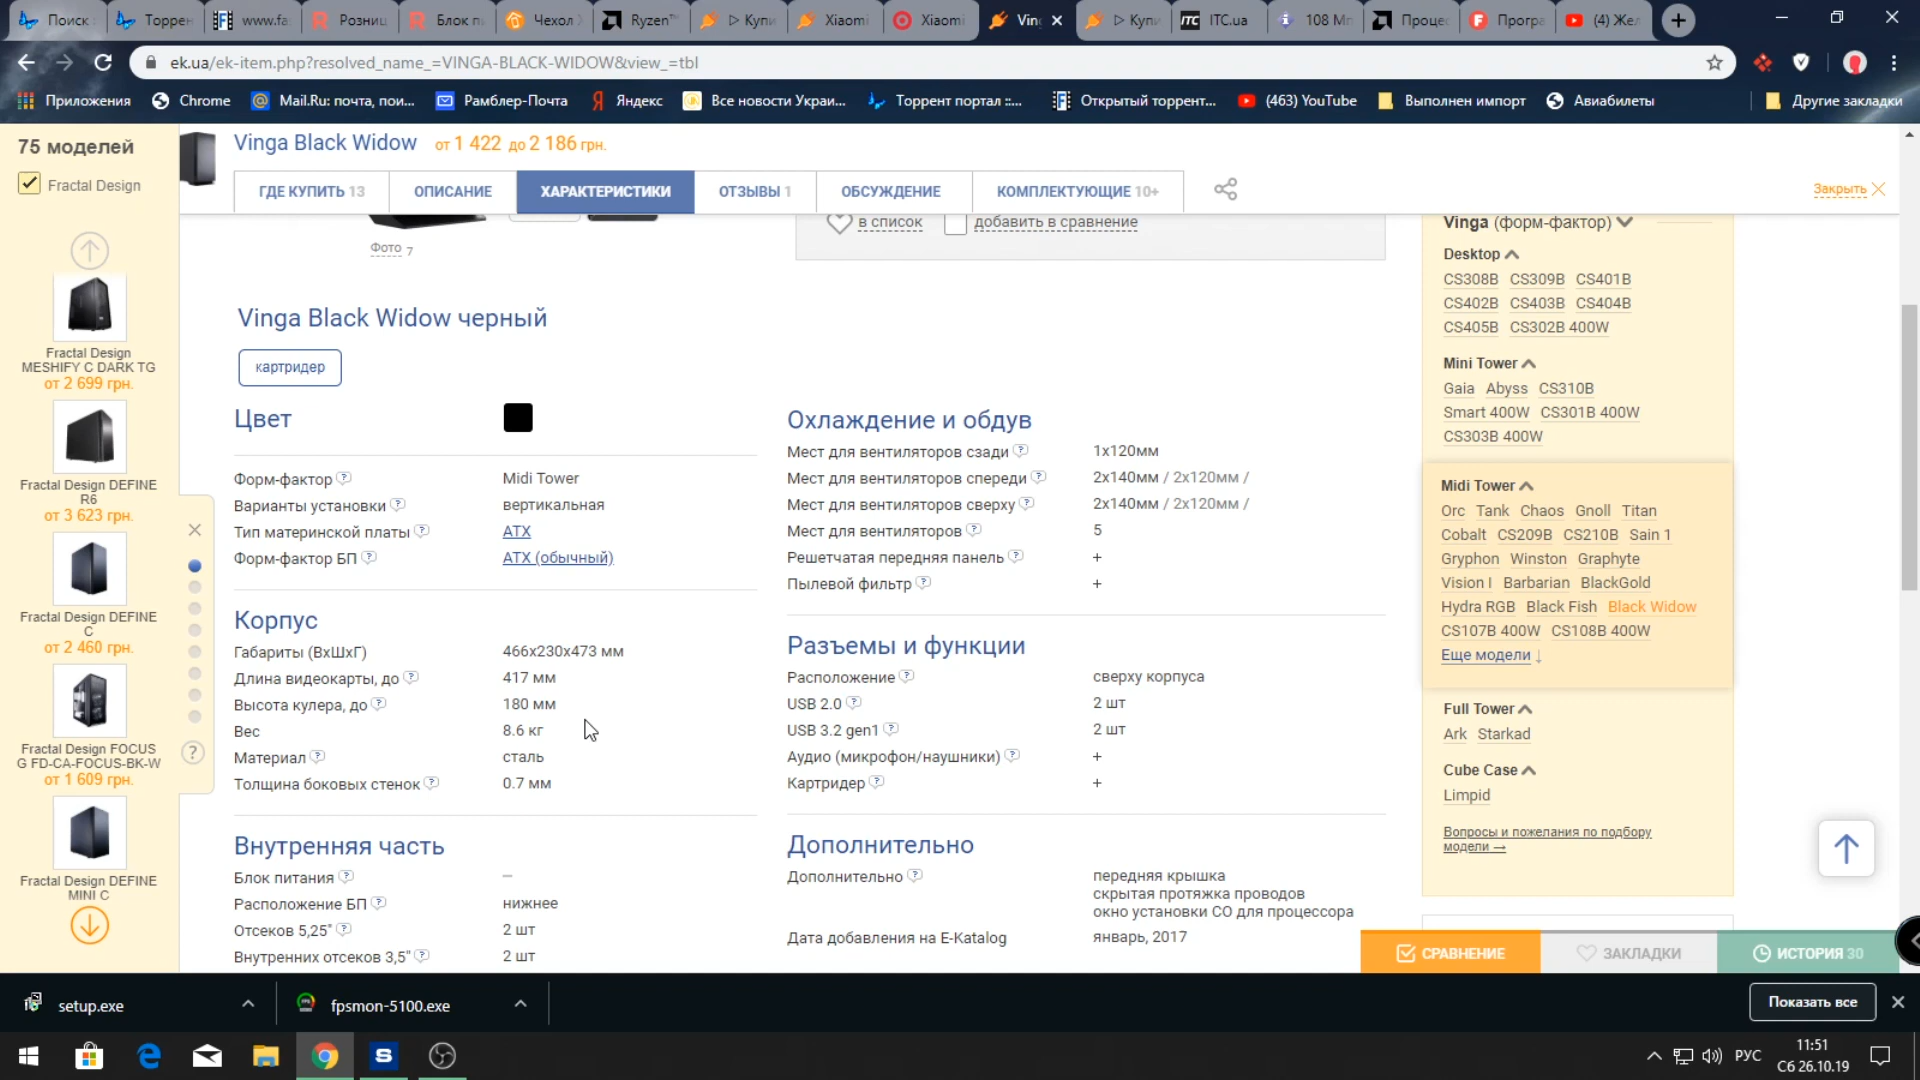 Поиск
Торрен
www.fa
Розни
Блок п
Чехол
Ryzen™
▷ Купи
Xiaomi
Xiaomi
Vin
▷ Купи
ITC.ua
108 М
Проце
Програ
(4) Же
ek.ua/ek-item.php?resolved_name_=VINGA-BLACK-WIDOW&view_=tbl
Приложения
Chrome
Mail.Ru: почта, пои...
Рамблер-Почта
Яндекс
Все новости Украи...
Торрент портал ::...
Открытый торрент...
(463) YouTube
Выполнен импорт
Авиабилеты
Другие закладки
75 моделей
Fractal Design
Fractal Design
MESHIFY C DARK TG
от 2 699 грн.
Fractal Design DEFINE
R6
от 3 623 грн.
Fractal Design DEFINE
C
от 2 460 грн.
Fractal Design FOCUS
G FD-CA-FOCUS-BK-W
от 1 609 грн.
Fractal Design DEFINE
MINI C
Vinga Black Widow от 1 422 до 2 186 грн.
ГДЕ КУПИТЬ 13
ОПИСАНИЕ
ХАРАКТЕРИСТИКИ
ОТЗЫВЫ 1
ОБСУЖДЕНИЕ
КОМПЛЕКТУЮЩИЕ 10+
Закрыть
Фото 7
в список
добавить в сравнение
Vinga Black Widow черный
картридер
Цвет
Форм-фактор Midi Tower
Варианты установки вертикальная
Тип материнской платы ATX
Форм-фактор БП ATX (обычный)
Корпус
Габариты (ВхШхГ) 466x230x473 мм
Длина видеокарты, до 417 мм
Высота кулера, до 180 мм
Вес 8.6 кг
Материал сталь
Толщина боковых стенок 0.7 мм
Внутренняя часть
Блок питания –
Расположение БП нижнее
Отсеков 5,25" 2 шт
Внутренних отсеков 3,5" 2 шт
Охлаждение и обдув
Мест для вентиляторов сзади 1x120мм
Мест для вентиляторов спереди 2x140мм / 2x120мм /
Мест для вентиляторов сверху 2x140мм / 2x120мм /
Мест для вентиляторов 5
Решетчатая передняя панель +
Пылевой фильтр +
Разъемы и функции
Расположение сверху корпуса
USB 2.0 2 шт
USB 3.2 gen1 2 шт
Аудио (микрофон/наушники) +
Картридер +
Дополнительно
Дополнительно передняя крышка
скрытая протяжка проводов
окно установки СО для процессора
Дата добавления на E-Katalog январь, 2017
Vinga (форм-фактор)
Desktop
CS308B CS309B CS401B
CS402B CS403B CS404B
CS405B CS302B 400W
Mini Tower
Gaia Abyss CS310B
Smart 400W CS301B 400W
CS303B 400W
Midi Tower
Orc Tank Chaos Gnoll Titan
Cobalt CS209B CS210B Sain 1
Gryphon Winston Graphyte
Vision I Barbarian BlackGold
Hydra RGB Black Fish Black Widow
CS107B 400W CS108B 400W
Еще модели ↓
Full Tower
Ark Starkad
Cube Case
Limpid
Вопросы и пожелания по подбору
модели →
СРАВНЕНИЕ
ЗАКЛАДКИ
ИСТОРИЯ 30
setup.exe
fpsmon-5100.exe
Показать все
РУС
11:51
Сб 26.10.19